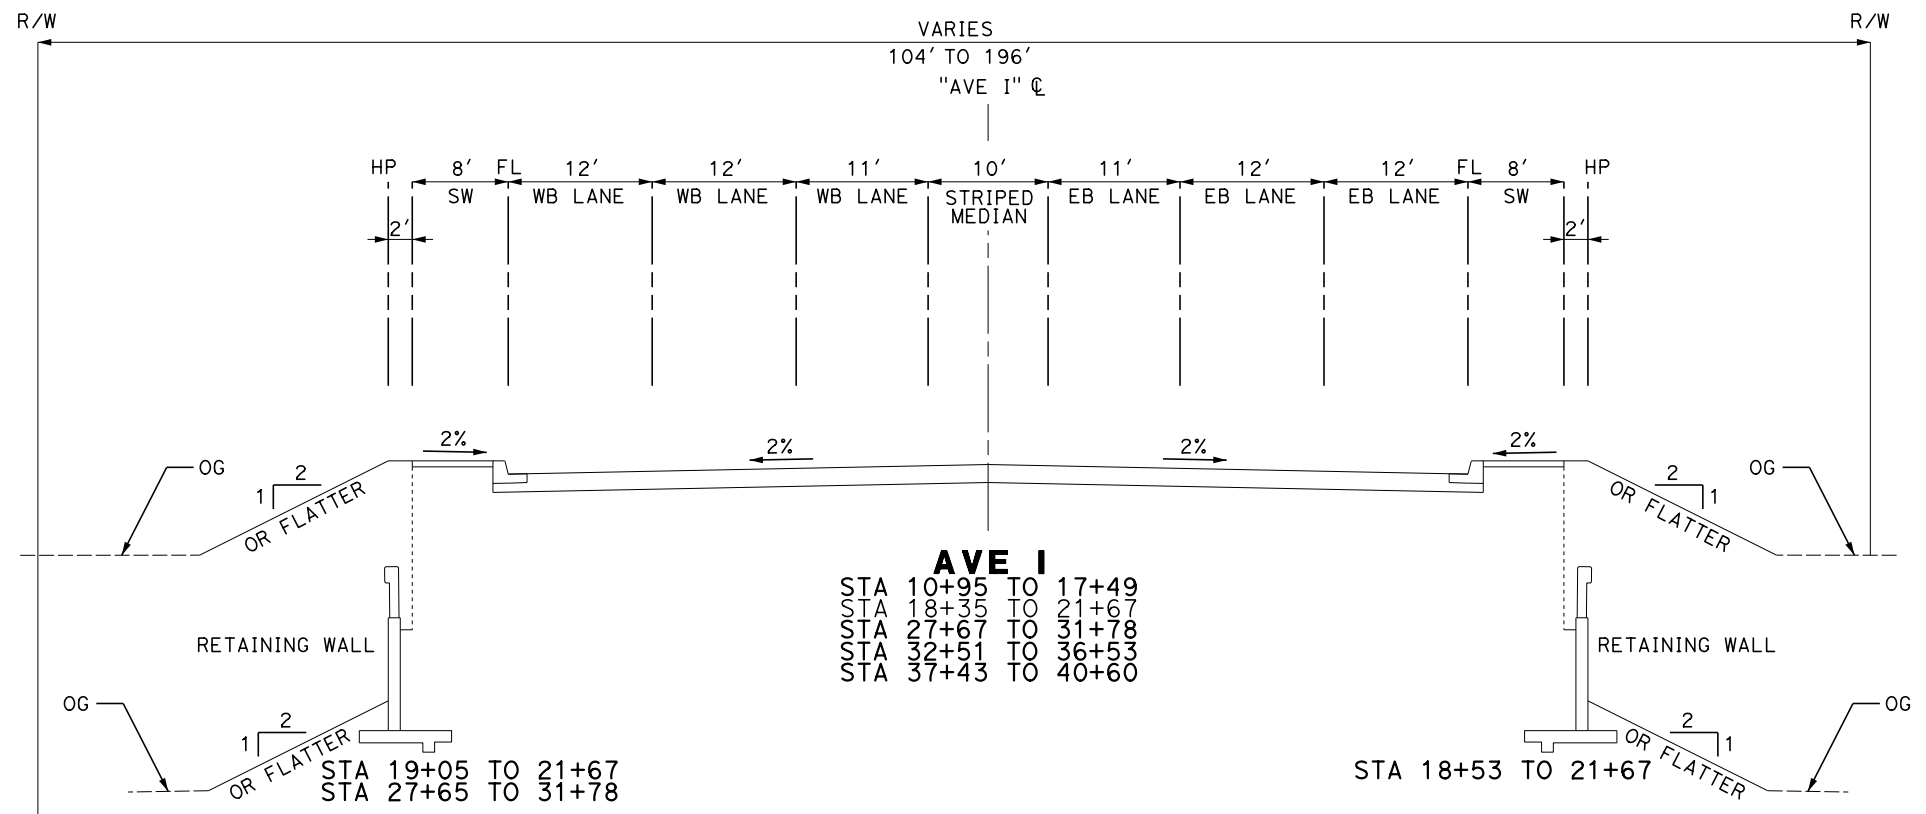 R/W
VARIES
R/W
104' TO 196'
"AVE I" ℄
HP
8'
FL
12'
12'
11'
10'
11'
12'
12'
FL
8'
HP
SW
WB LANE
WB LANE
WB LANE
STRIPED
MEDIAN
EB LANE
EB LANE
EB LANE
SW
2'
2'
2%
2%
2%
2%
OG
2
1
OR FLATTER
OG
2
1
OR FLATTER
AVE I
STA 10+95 TO 17+49
STA 18+35 TO 21+67
STA 27+67 TO 31+78
STA 32+51 TO 36+53
STA 37+43 TO 40+60
RETAINING WALL
RETAINING WALL
OG
2
1
OR FLATTER
OG
2
1
OR FLATTER
STA 19+05 TO 21+67
STA 27+65 TO 31+78
STA 18+53 TO 21+67